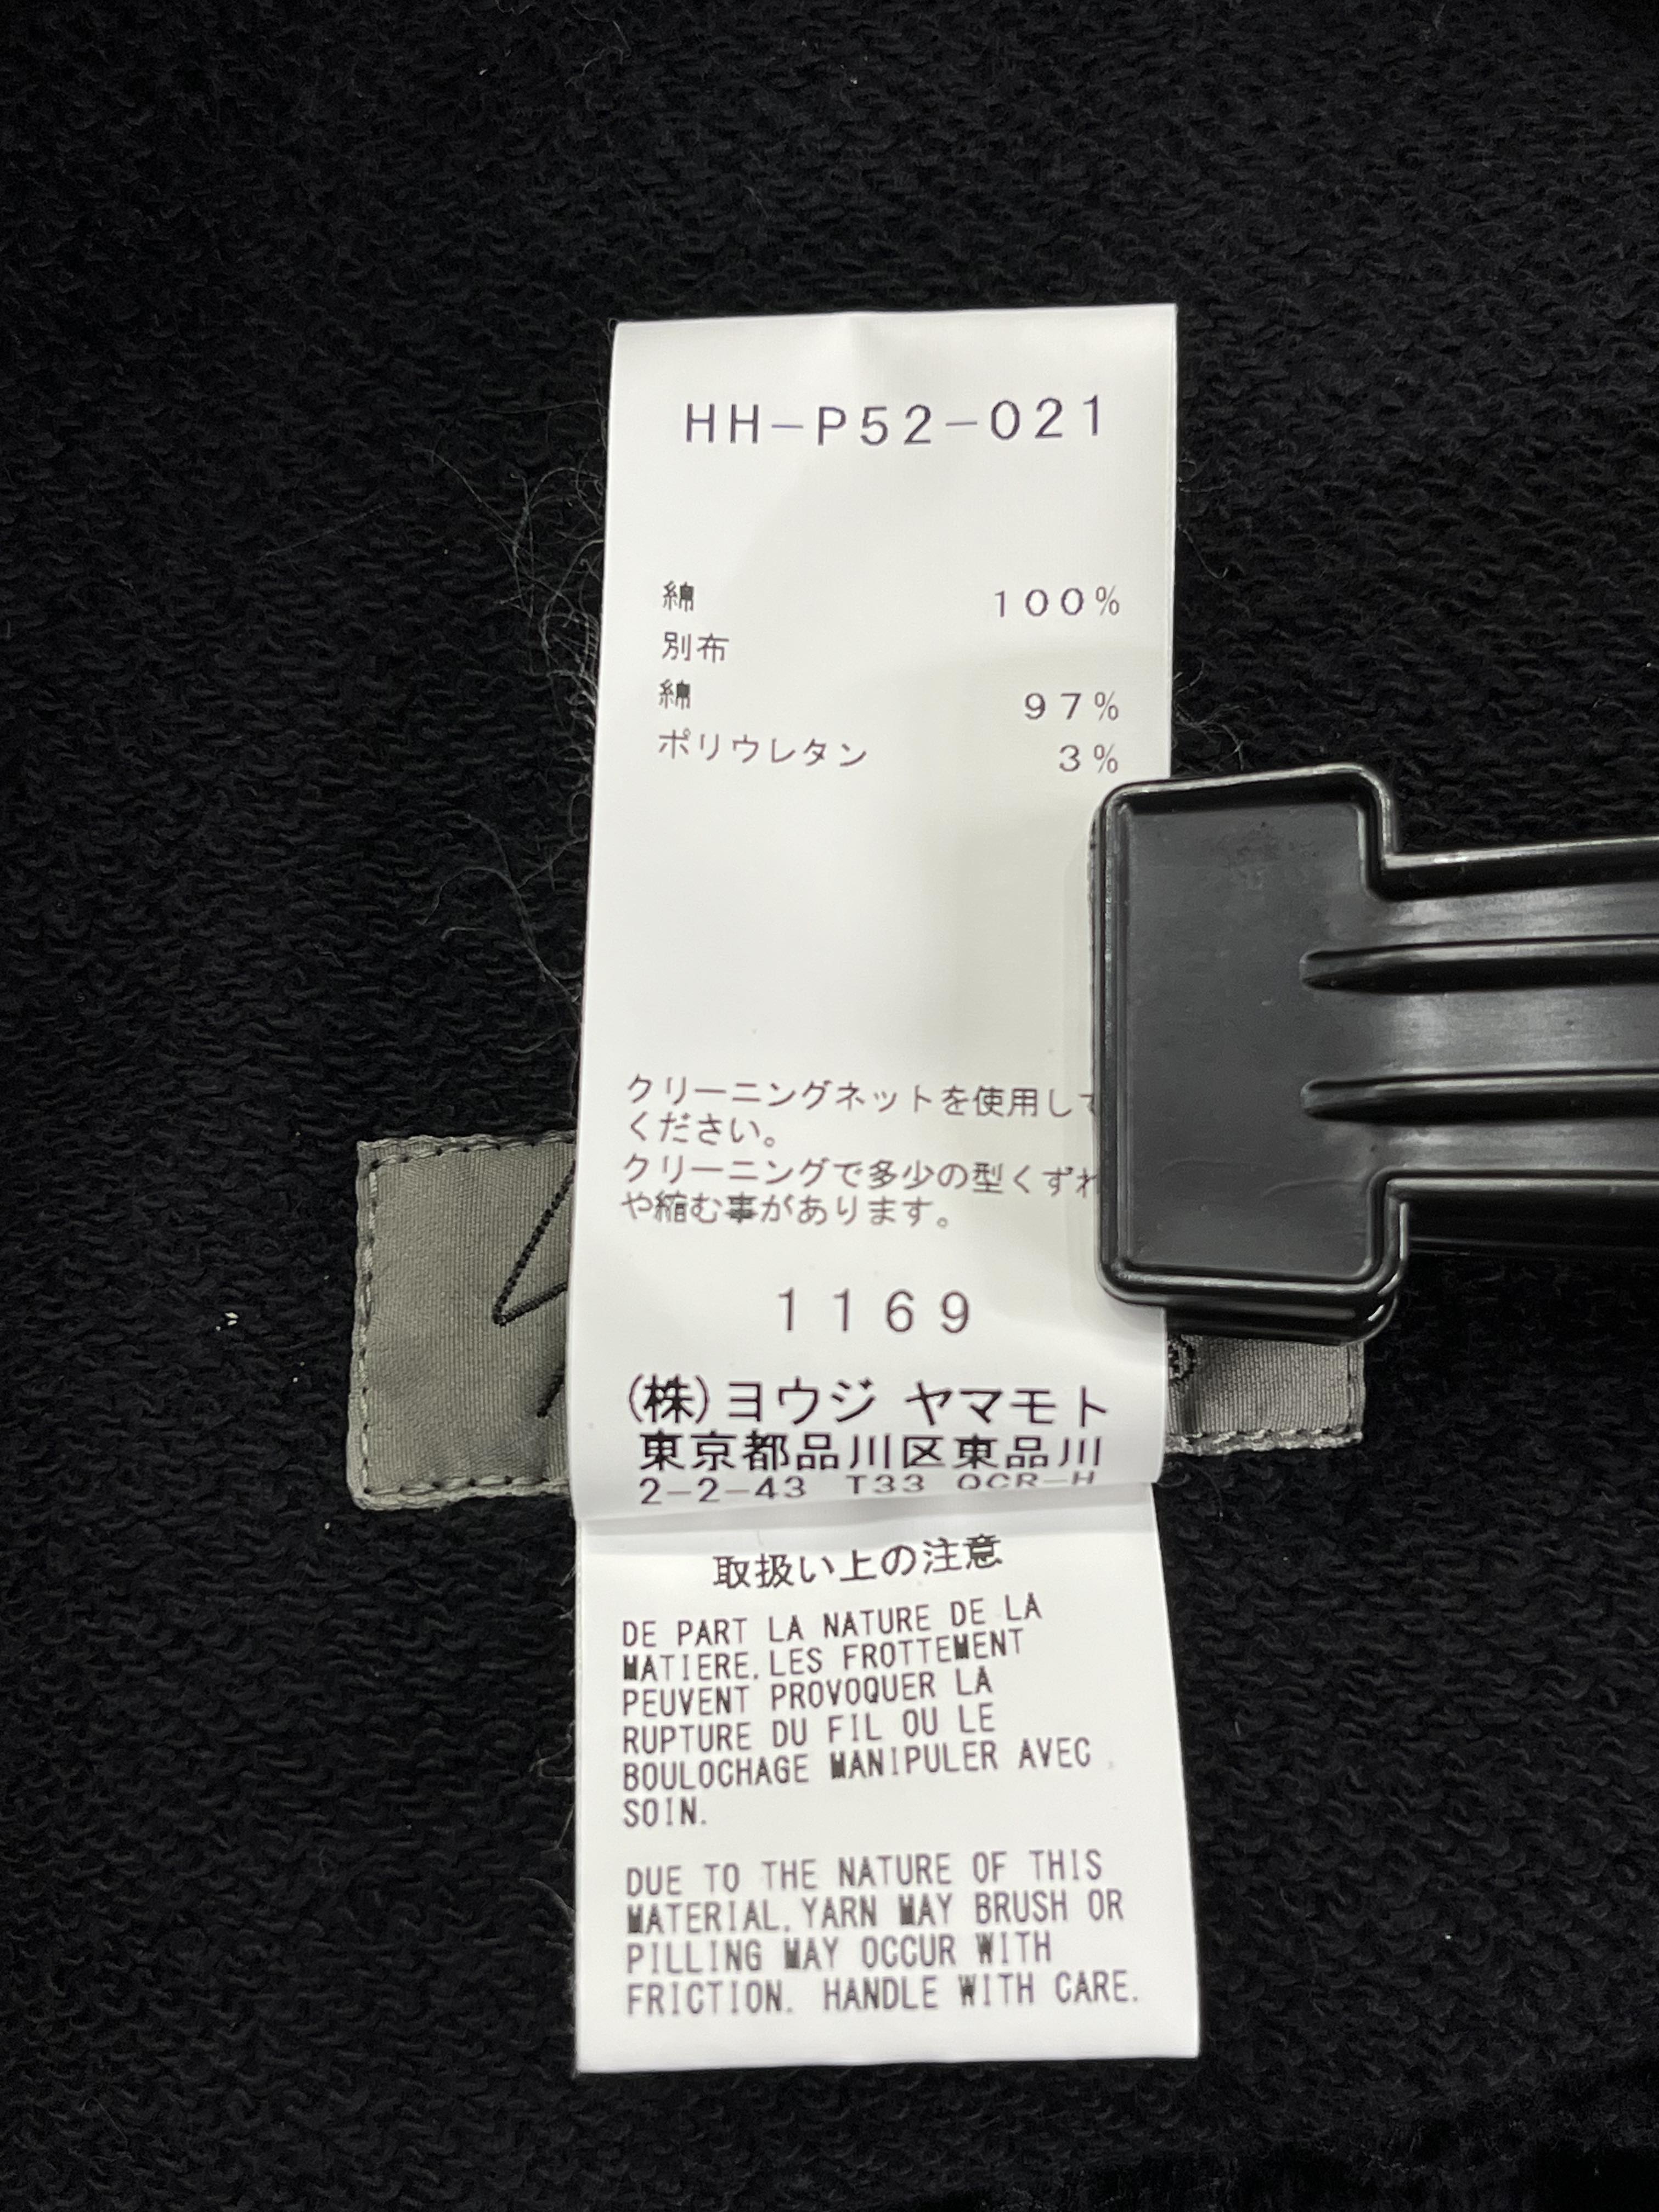 HH-P52-021
綿 100%
別布
綿 97%
ポリウレタン 3%
クリーニングネットを使用して
ください。
クリーニングで多少の型くずれ
や縮む事があります。
1169
(株)ヨウジ ヤマモト
東京都品川区東品川
2-2-43 T33 OCR-H
取扱い上の注意
DE PART LA NATURE DE LA
MATIERE,LES FROTTEMENT
PEUVENT PROVOQUER LA
RUPTURE DU FIL OU LE
BOULOCHAGE MANIPULER AVEC
SOIN.
DUE TO THE NATURE OF THIS
MATERIAL,YARN MAY BRUSH OR
PILLING MAY OCCUR WITH
FRICTION. HANDLE WITH CARE.